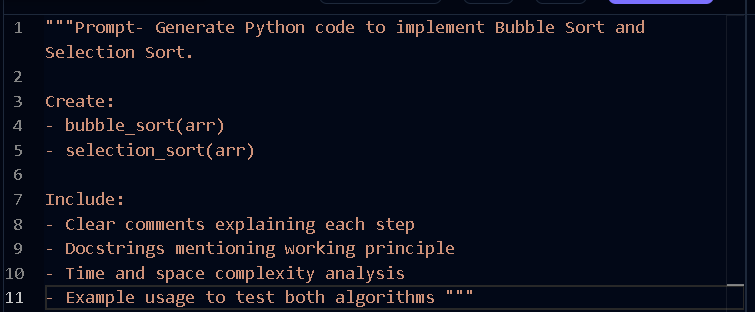 1 """Prompt- Generate Python code to implement Bubble Sort and
Selection Sort.
2
3 Create:
4 - bubble_sort(arr)
5 - selection_sort(arr)
6
7 Include:
8 - Clear comments explaining each step
9 - Docstrings mentioning working principle
10 - Time and space complexity analysis
11 - Example usage to test both algorithms """